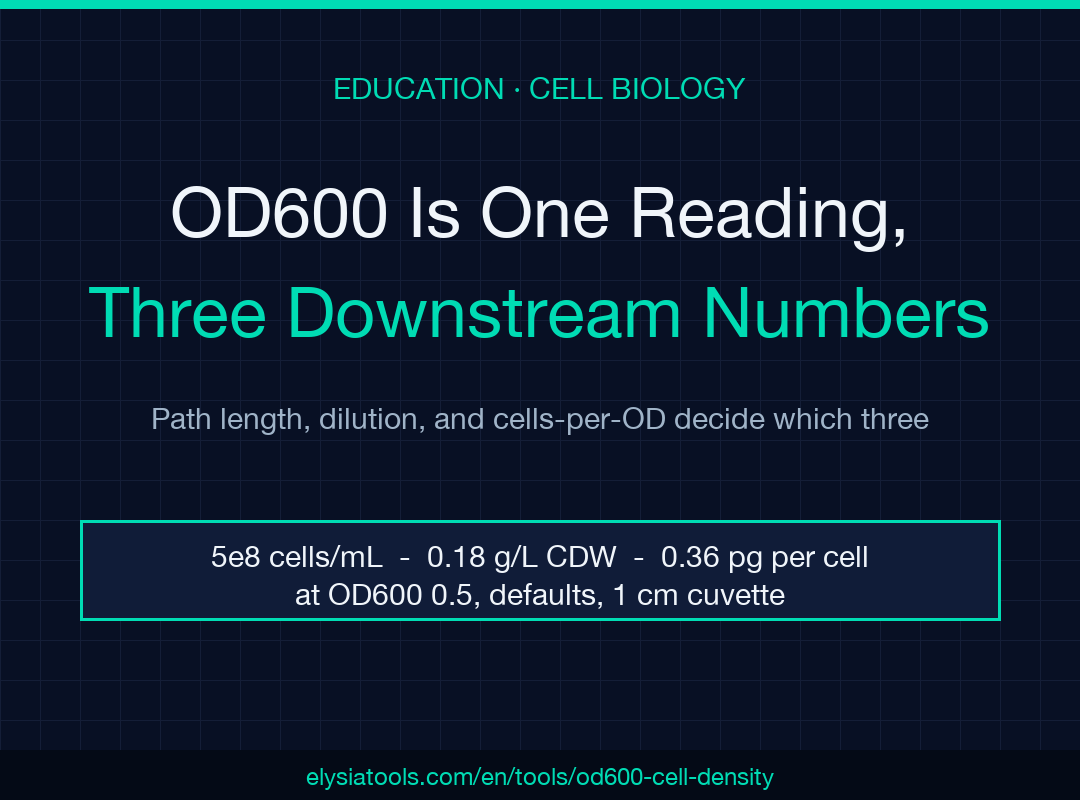 EDUCATION · CELL BIOLOGY
OD600 Is One Reading,
Three Downstream Numbers
Path length, dilution, and cells-per-OD decide which three
5e8 cells/mL - 0.18 g/L CDW - 0.36 pg per cell
at OD600 0.5, defaults, 1 cm cuvette
elysiatools.com/en/tools/od600-cell-density